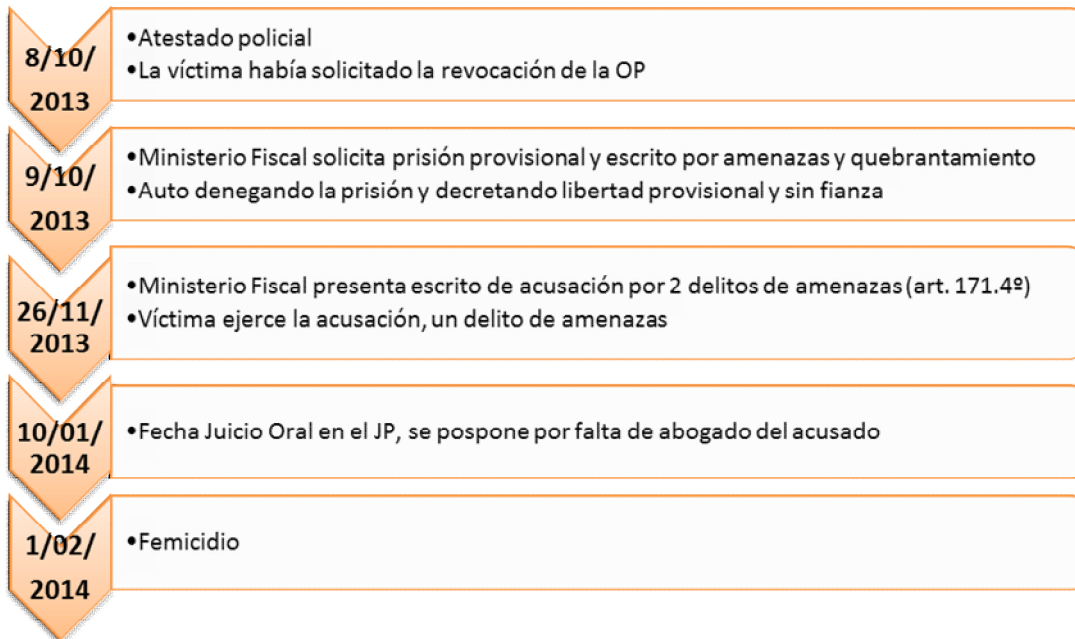 8/10/
2013
•Atestado policial
•La víctima había solicitado la revocación de la OP
9/10/
2013
•Ministerio Fiscal solicita prisión provisional y escrito por amenazas y quebrantamiento
•Auto denegando la prisión y decretando libertad provisional y sin fianza
26/11/
2013
•Ministerio Fiscal presenta escrito de acusación por 2 delitos de amenazas (art. 171.4º)
•Víctima ejerce la acusación, un delito de amenazas
10/01/
2014
•Fecha Juicio Oral en el JP, se pospone por falta de abogado del acusado
1/02/
2014
•Femicidio